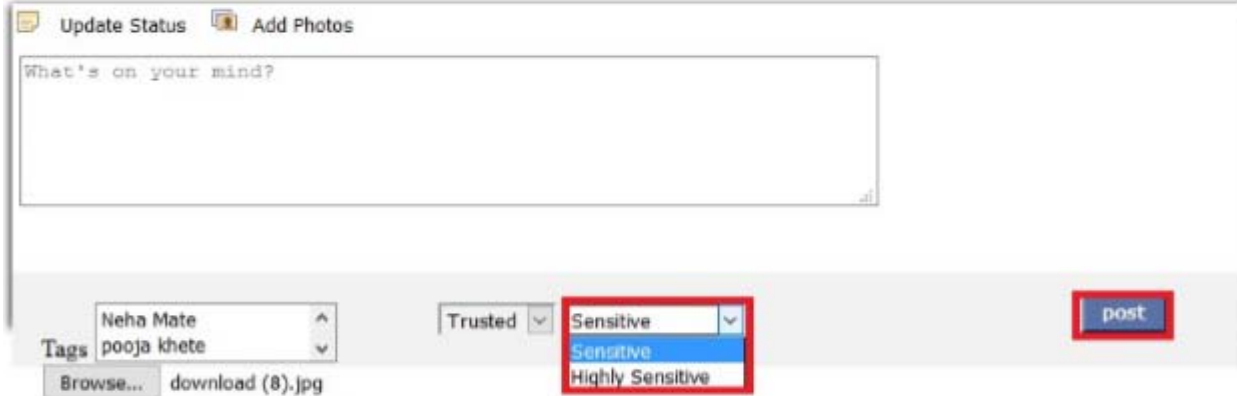 Update Status Add Photos
What's on your mind?
Neha Mate
Tags pooja khete
Trusted Sensitive
Sensitive
Highly Sensitive
post
Browse... download (8).jpg